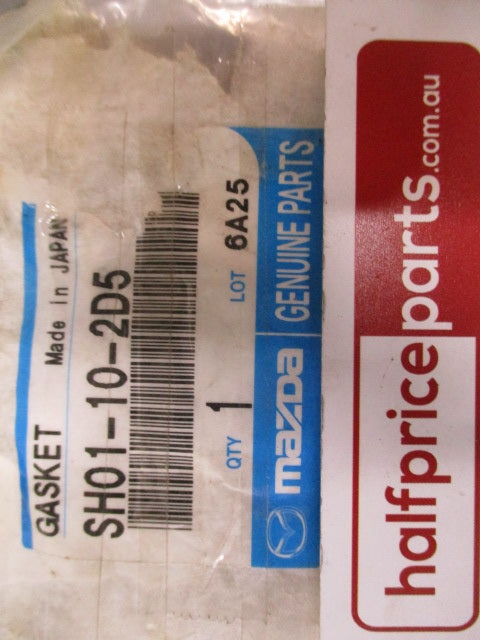 GASKET Made In JAPAN
SH01-10-2D5
QTY 1 LOT 6A25
mazda GENUINE PARTS
halfpriceparts.com.au